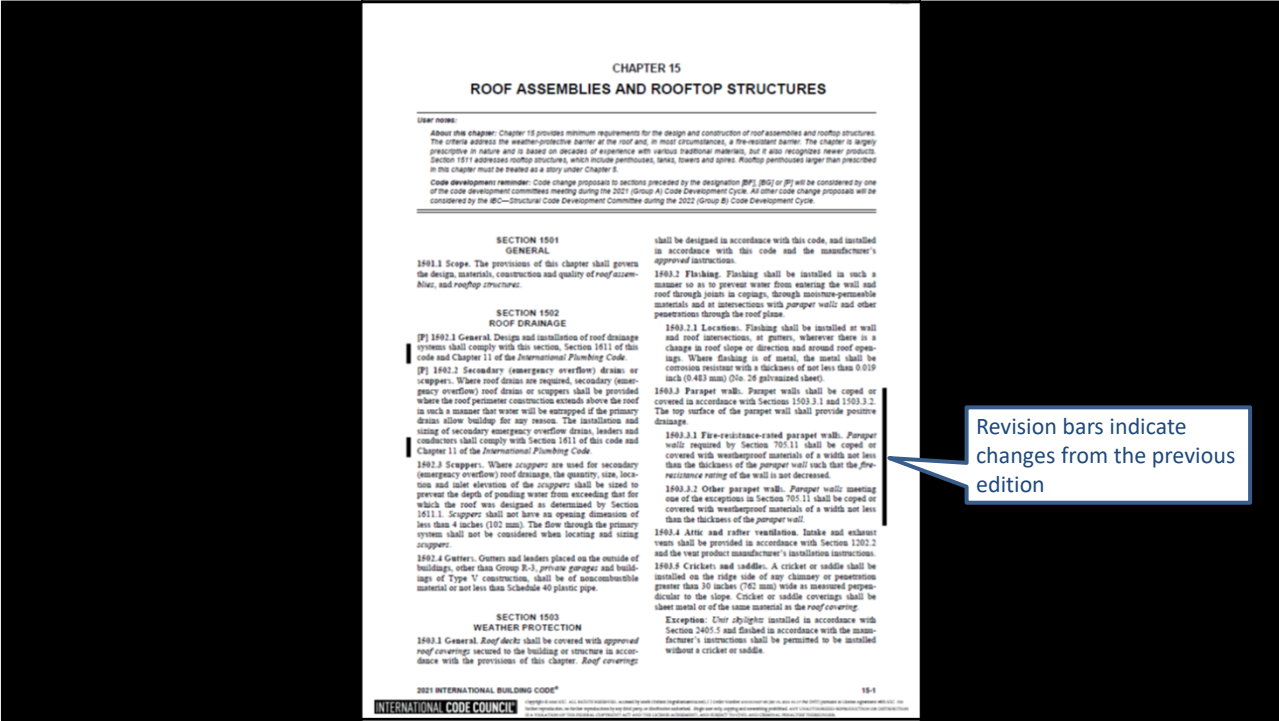 CHAPTER 15
ROOF ASSEMBLIES AND ROOFTOP STRUCTURES
User notes:
About this chapter: Chapter 15 provides minimum requirements for the design and construction of roof assemblies and rooftop structures.
The criteria address the weather-protective barrier at the roof and, in most circumstances, a fire-resistant barrier. The chapter is largely
prescriptive in nature and is based on decades of experience with various traditional materials, but it also recognizes newer products.
Section 1511 addresses rooftop structures, which include penthouses, tanks, towers and spires. Rooftop penthouses larger than prescribed
in this chapter must be treated as a story under Chapter 5.
Code development reminder: Code change proposals to sections preceded by the designation [BF], [BG] or [P] will be considered by one
of the code development committees meeting during the 2021 (Group A) Code Development Cycle. All other code change proposals will be
considered by the IBC—Structural Code Development Committee during the 2022 (Group B) Code Development Cycle.
SECTION 1501
GENERAL
1501.1 Scope. The provisions of this chapter shall govern
the design, materials, construction and quality of roof assem-
blies, and rooftop structures.
SECTION 1502
ROOF DRAINAGE
[P] 1502.1 General. Design and installation of roof drainage
systems shall comply with this section, Section 1611 of this
code and Chapter 11 of the International Plumbing Code.
[P] 1502.2 Secondary (emergency overflow) drains or
scuppers. Where roof drains are required, secondary (emer-
gency overflow) roof drains or scuppers shall be provided
where the roof perimeter construction extends above the roof
in such a manner that water will be entrapped if the primary
drains allow buildup for any reason. The installation and
sizing of secondary emergency overflow drains, leaders and
conductors shall comply with Section 1611 of this code and
Chapter 11 of the International Plumbing Code.
1502.3 Scuppers. Where scuppers are used for secondary
(emergency overflow) roof drainage, the quantity, size, loca-
tion and inlet elevation of the scuppers shall be sized to
prevent the depth of ponding water from exceeding that for
which the roof was designed as determined by Section
1611.1. Scuppers shall not have an opening dimension of
less than 4 inches (102 mm). The flow through the primary
system shall not be considered when locating and sizing
scuppers.
1502.4 Gutters. Gutters and leaders placed on the outside of
buildings, other than Group R-3, private garages and build-
ings of Type V construction, shall be of noncombustible
material or not less than Schedule 40 plastic pipe.
SECTION 1503
WEATHER PROTECTION
1503.1 General. Roof decks shall be covered with approved
roof coverings secured to the building or structure in accor-
dance with the provisions of this chapter. Roof coverings
shall be designed in accordance with this code, and installed
in accordance with this code and the manufacturer's
approved instructions.
1503.2 Flashing. Flashing shall be installed in such a
manner so as to prevent water from entering the wall and
roof through joints in copings, through moisture-permeable
materials and at intersections with parapet walls and other
penetrations through the roof plane.
1503.2.1 Locations. Flashing shall be installed at wall
and roof intersections, at gutters, wherever there is a
change in roof slope or direction and around roof open-
ings. Where flashing is of metal, the metal shall be
corrosion resistant with a thickness of not less than 0.019
inch (0.483 mm) (No. 26 galvanized sheet).
1503.3 Parapet walls. Parapet walls shall be coped or
covered in accordance with Sections 1503.3.1 and 1503.3.2.
The top surface of the parapet wall shall provide positive
drainage.
1503.3.1 Fire-resistance-rated parapet walls. Parapet
walls required by Section 705.11 shall be coped or
covered with weatherproof materials of a width not less
than the thickness of the parapet wall such that the fire-
resistance rating of the wall is not decreased.
1503.3.2 Other parapet walls. Parapet walls meeting
one of the exceptions in Section 705.11 shall be coped or
covered with weatherproof materials of a width not less
than the thickness of the parapet wall.
1503.4 Attic and rafter ventilation. Intake and exhaust
vents shall be provided in accordance with Section 1202.2
and the vent product manufacturer's installation instructions.
1503.5 Crickets and saddles. A cricket or saddle shall be
installed on the ridge side of any chimney or penetration
greater than 30 inches (762 mm) wide as measured perpen-
dicular to the slope. Cricket or saddle coverings shall be
sheet metal or of the same material as the roof covering.
Exception: Unit skylights installed in accordance with
Section 2405.5 and flashed in accordance with the manu-
facturer's instructions shall be permitted to be installed
without a cricket or saddle.
Revision bars indicate
changes from the previous
edition
2021 INTERNATIONAL BUILDING CODE®
15-1
INTERNATIONAL CODE COUNCIL